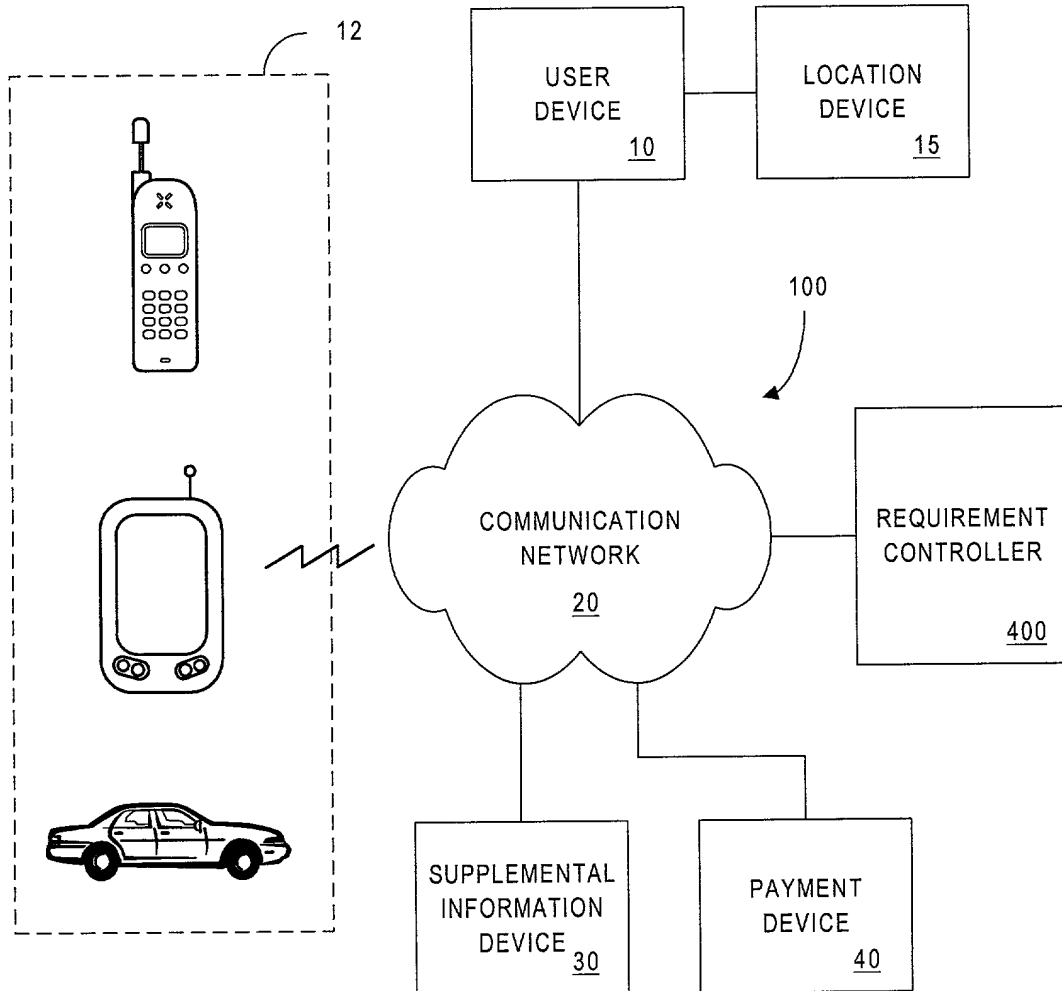 12
USER
DEVICE
10
LOCATION
DEVICE
15
100
COMMUNICATION
NETWORK
20
REQUIREMENT
CONTROLLER
400
SUPPLEMENTAL
INFORMATION
DEVICE
30
PAYMENT
DEVICE
40